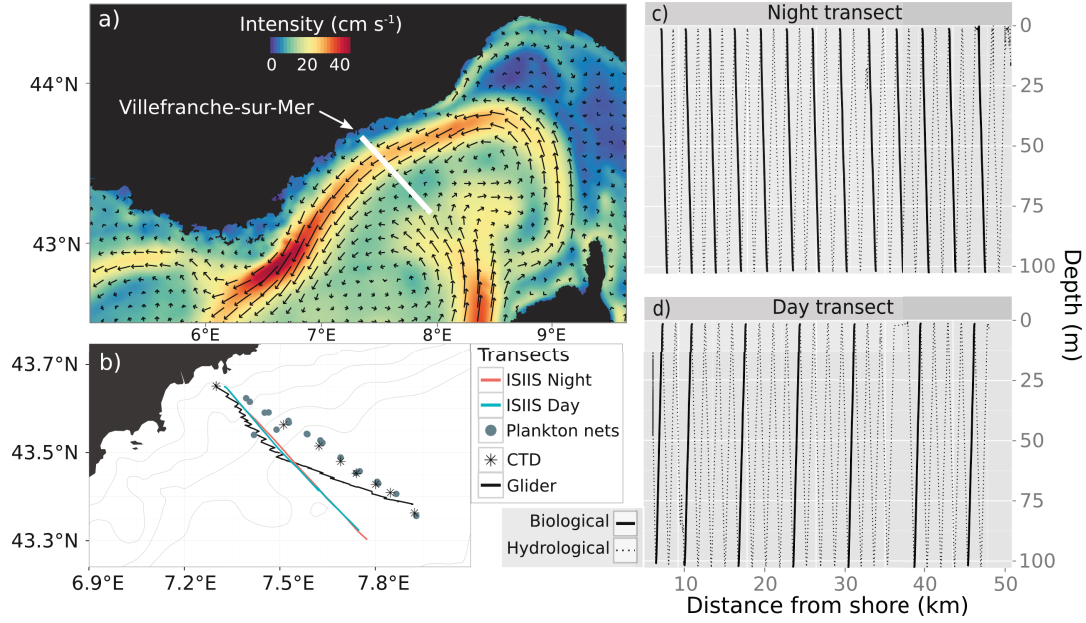 a)
Intensity (cm s⁻¹)
0 20 40
Villefranche-sur-Mer
44°N
43°N
6°E 7°E 8°E 9°E
b)
43.7°N
43.5°N
43.3°N
6.9°E 7.2°E 7.5°E 7.8°E
Transects
ISIIS Night
ISIIS Day
Plankton nets
CTD
Glider
Biological
Hydrological
c) Night transect
0
25
50
75
100
d) Day transect
0
25
50
75
100
Depth (m)
10 20 30 40 50
Distance from shore (km)